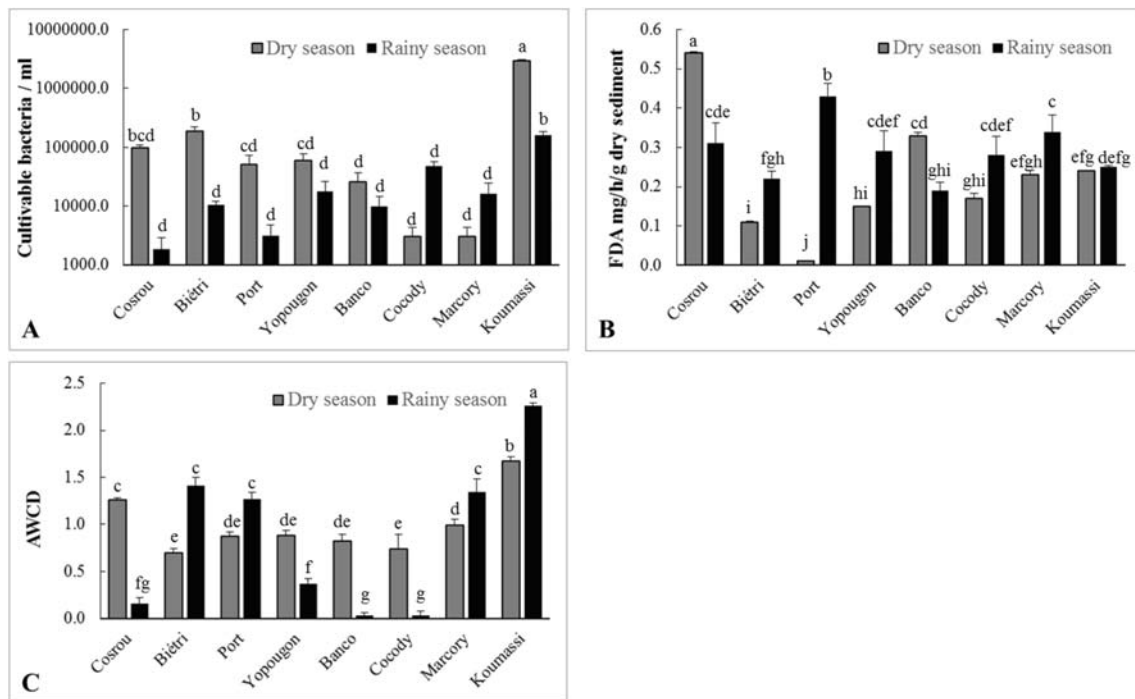 10000000.0
1000000.0
100000.0
10000.0
1000.0
Cultivable bacteria / ml
Dry season Rainy season
bcd d b d cd d cd d d d d d d d a b
Cosrou Biétri Port Yopougon Banco Cocody Marcory Koumassi
A
0.6
0.5
0.4
0.3
0.2
0.1
0.0
FDA mg/h/g dry sediment
Dry season Rainy season
a cde i fgh j b hi cdef cd ghi ghi cdef efgh c efg defg
Cosrou Biétri Port Yopougon Banco Cocody Marcory Koumassi
B
2.5
2.0
1.5
1.0
0.5
0.0
AWCD
Dry season Rainy season
c fg e c de c de f de g e g d c b a
Cosrou Biétri Port Yopougon Banco Cocody Marcory Koumassi
C